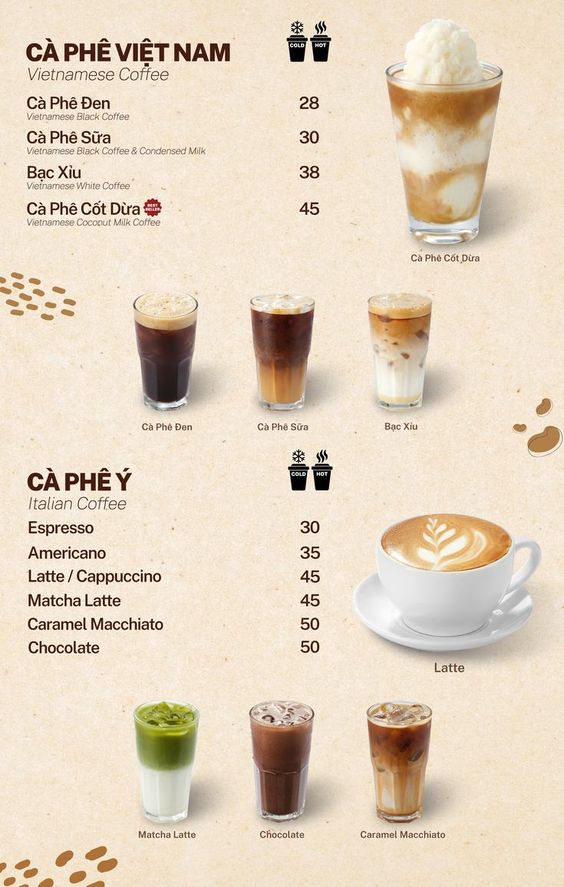 CÀ PHÊ VIỆT NAM
Vietnamese Coffee
COLD HOT
Cà Phê Đen 28
Vietnamese Black Coffee
Cà Phê Sữa 30
Vietnamese Black Coffee & Condensed Milk
Bạc Xỉu 38
Vietnamese White Coffee
Cà Phê Cốt Dừa BEST SELLER 45
Vietnamese Cocoput Milk Coffee
Cà Phê Cốt Dừa
Cà Phê Đen Cà Phê Sữa Bạc Xỉu
CÀ PHÊ Ý
Italian Coffee
COLD HOT
Espresso 30
Americano 35
Latte / Cappuccino 45
Matcha Latte 45
Caramel Macchiato 50
Chocolate 50
Latte
Matcha Latte Chocolate Caramel Macchiato